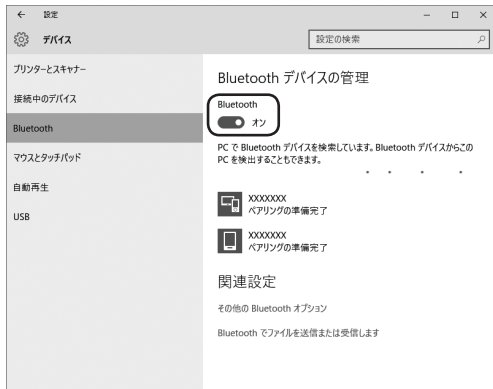 設定
デバイス
設定の検索
プリンターとスキャナー
接続中のデバイス
Bluetooth
マウスとタッチパッド
自動再生
USB
Bluetooth デバイスの管理
Bluetooth
オン
PC で Bluetooth デバイスを検索しています。Bluetooth デバイスからこの
PC を検出することもできます。
XXXXXXX
ペアリングの準備完了
XXXXXXX
ペアリングの準備完了
関連設定
その他の Bluetooth オプション
Bluetooth でファイルを送信または受信します